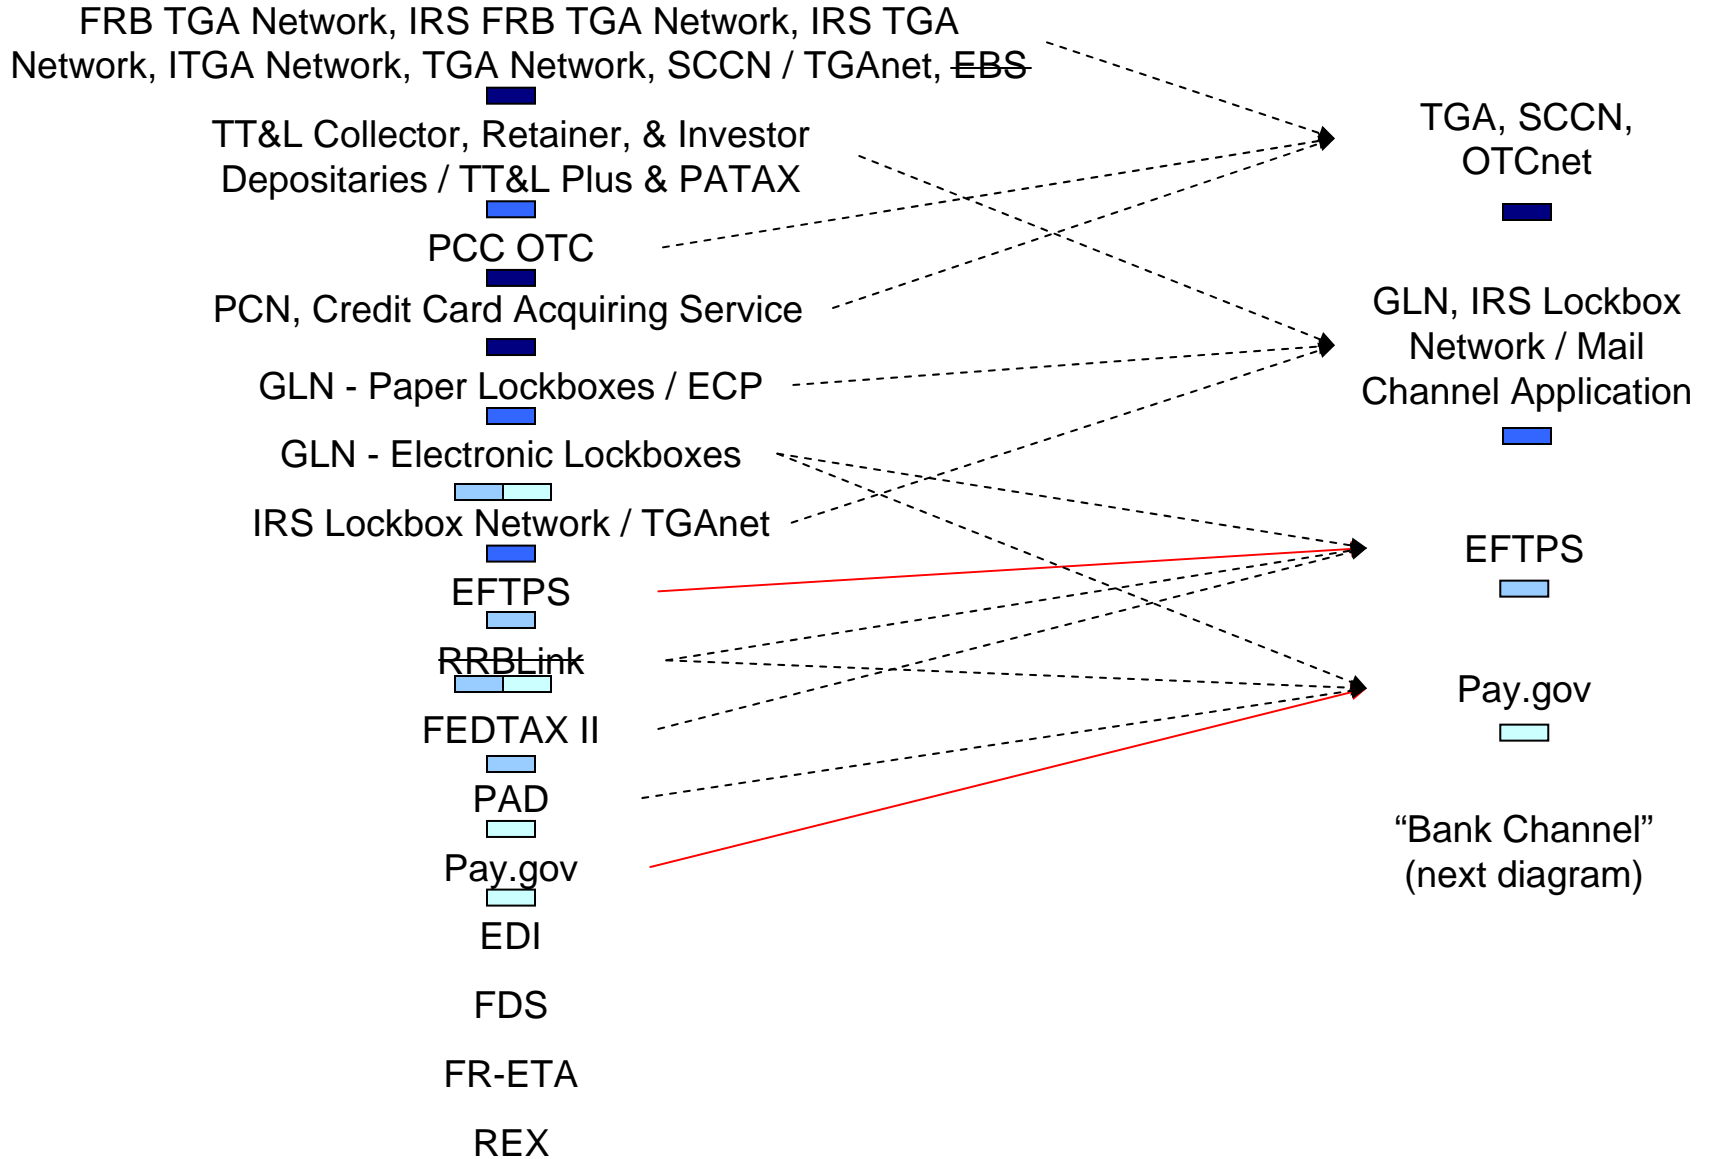 FRB TGA Network, IRS FRB TGA Network, IRS TGA
Network, ITGA Network, TGA Network, SCCN / TGAnet, EBS
TT&L Collector, Retainer, & Investor
Depositaries / TT&L Plus & PATAX
PCC OTC
PCN, Credit Card Acquiring Service
GLN - Paper Lockboxes / ECP
GLN - Electronic Lockboxes
IRS Lockbox Network / TGAnet
EFTPS
RRBLink
FEDTAX II
PAD
Pay.gov
EDI
FDS
FR-ETA
REX
TGA, SCCN,
OTCnet
GLN, IRS Lockbox
Network / Mail
Channel Application
EFTPS
Pay.gov
“Bank Channel”
(next diagram)